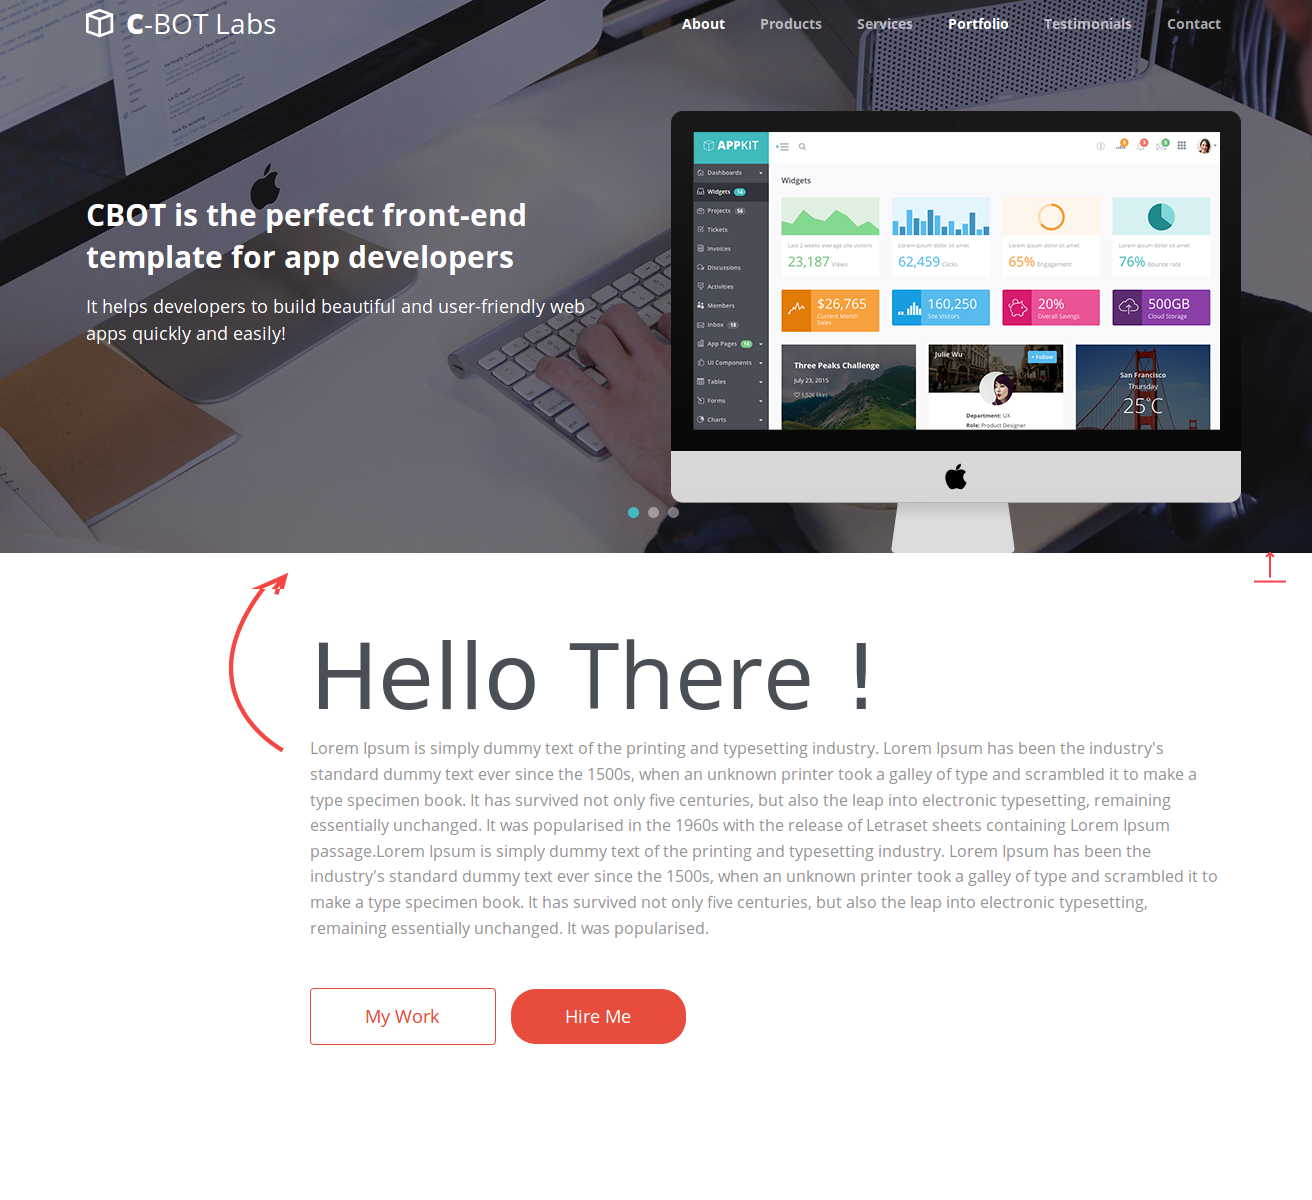 C-BOT Labs
About Products Services Portfolio Testimonials Contact
CBOT is the perfect front-end
template for app developers
It helps developers to build beautiful and user-friendly web
apps quickly and easily!
APPKIT
4 3 5
Dashboards
Widgets 14
Projects 56
Tickets
Invoices
Discussions
Activities
Members
Inbox 18
App Pages 14
UI Components
Tables
Forms
Charts
Widgets
Last 2 weeks average site visitors
23,187 Views
Lorem ipsum dolor sit amet
62,459 Clicks
Lorem ipsum dolor sit amet
65% Engagement
Lorem ipsum dolor sit amet
76% Bounce rate
$26,765
Current Month
Sales
160,250
Site Visitors
20%
Overall Savings
500GB
Cloud Storage
Three Peaks Challenge
July 23, 2015
1,526 likes
Julie Wu
+ Follow
Department: UX
Role: Product Designer
San Francisco
Thursday
25°C
Hello There !
Lorem Ipsum is simply dummy text of the printing and typesetting industry. Lorem Ipsum has been the industry's
standard dummy text ever since the 1500s, when an unknown printer took a galley of type and scrambled it to make a
type specimen book. It has survived not only five centuries, but also the leap into electronic typesetting, remaining
essentially unchanged. It was popularised in the 1960s with the release of Letraset sheets containing Lorem Ipsum
passage.Lorem Ipsum is simply dummy text of the printing and typesetting industry. Lorem Ipsum has been the
industry's standard dummy text ever since the 1500s, when an unknown printer took a galley of type and scrambled it to
make a type specimen book. It has survived not only five centuries, but also the leap into electronic typesetting,
remaining essentially unchanged. It was popularised.
My Work
Hire Me